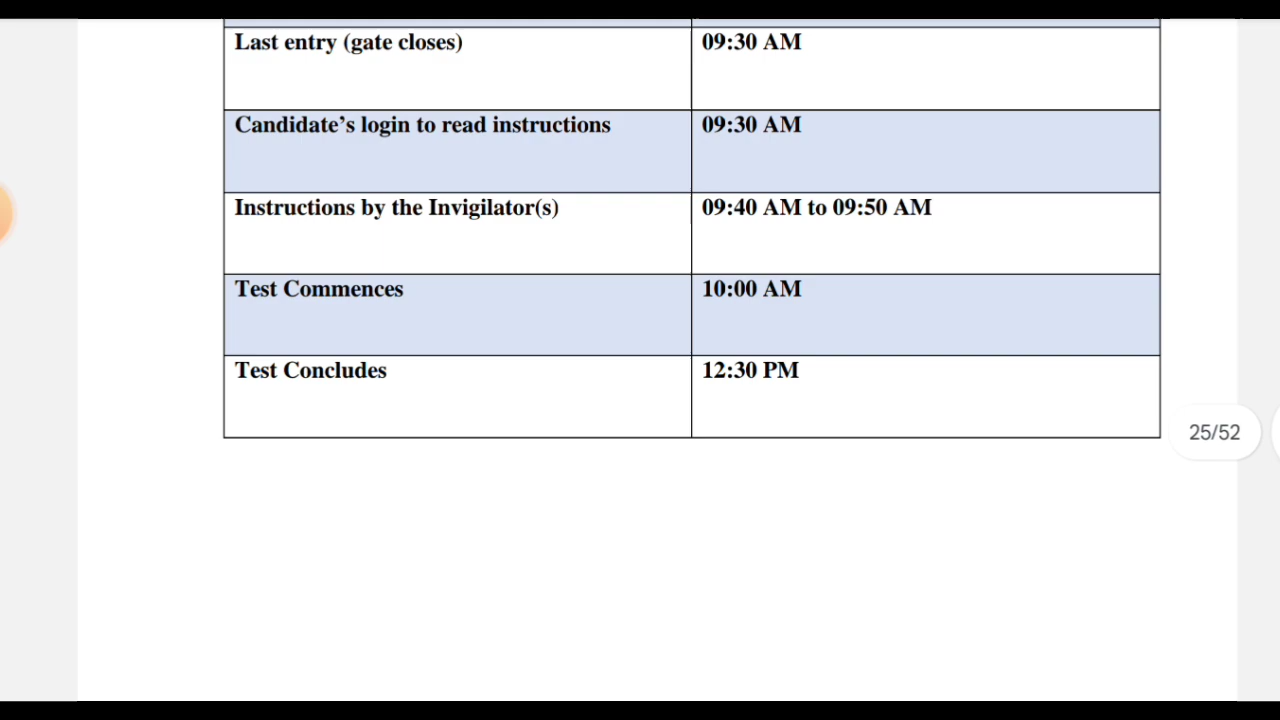 Last entry (gate closes) 09:30 AM
Candidate’s login to read instructions 09:30 AM
Instructions by the Invigilator(s) 09:40 AM to 09:50 AM
Test Commences 10:00 AM
Test Concludes 12:30 PM
25/52